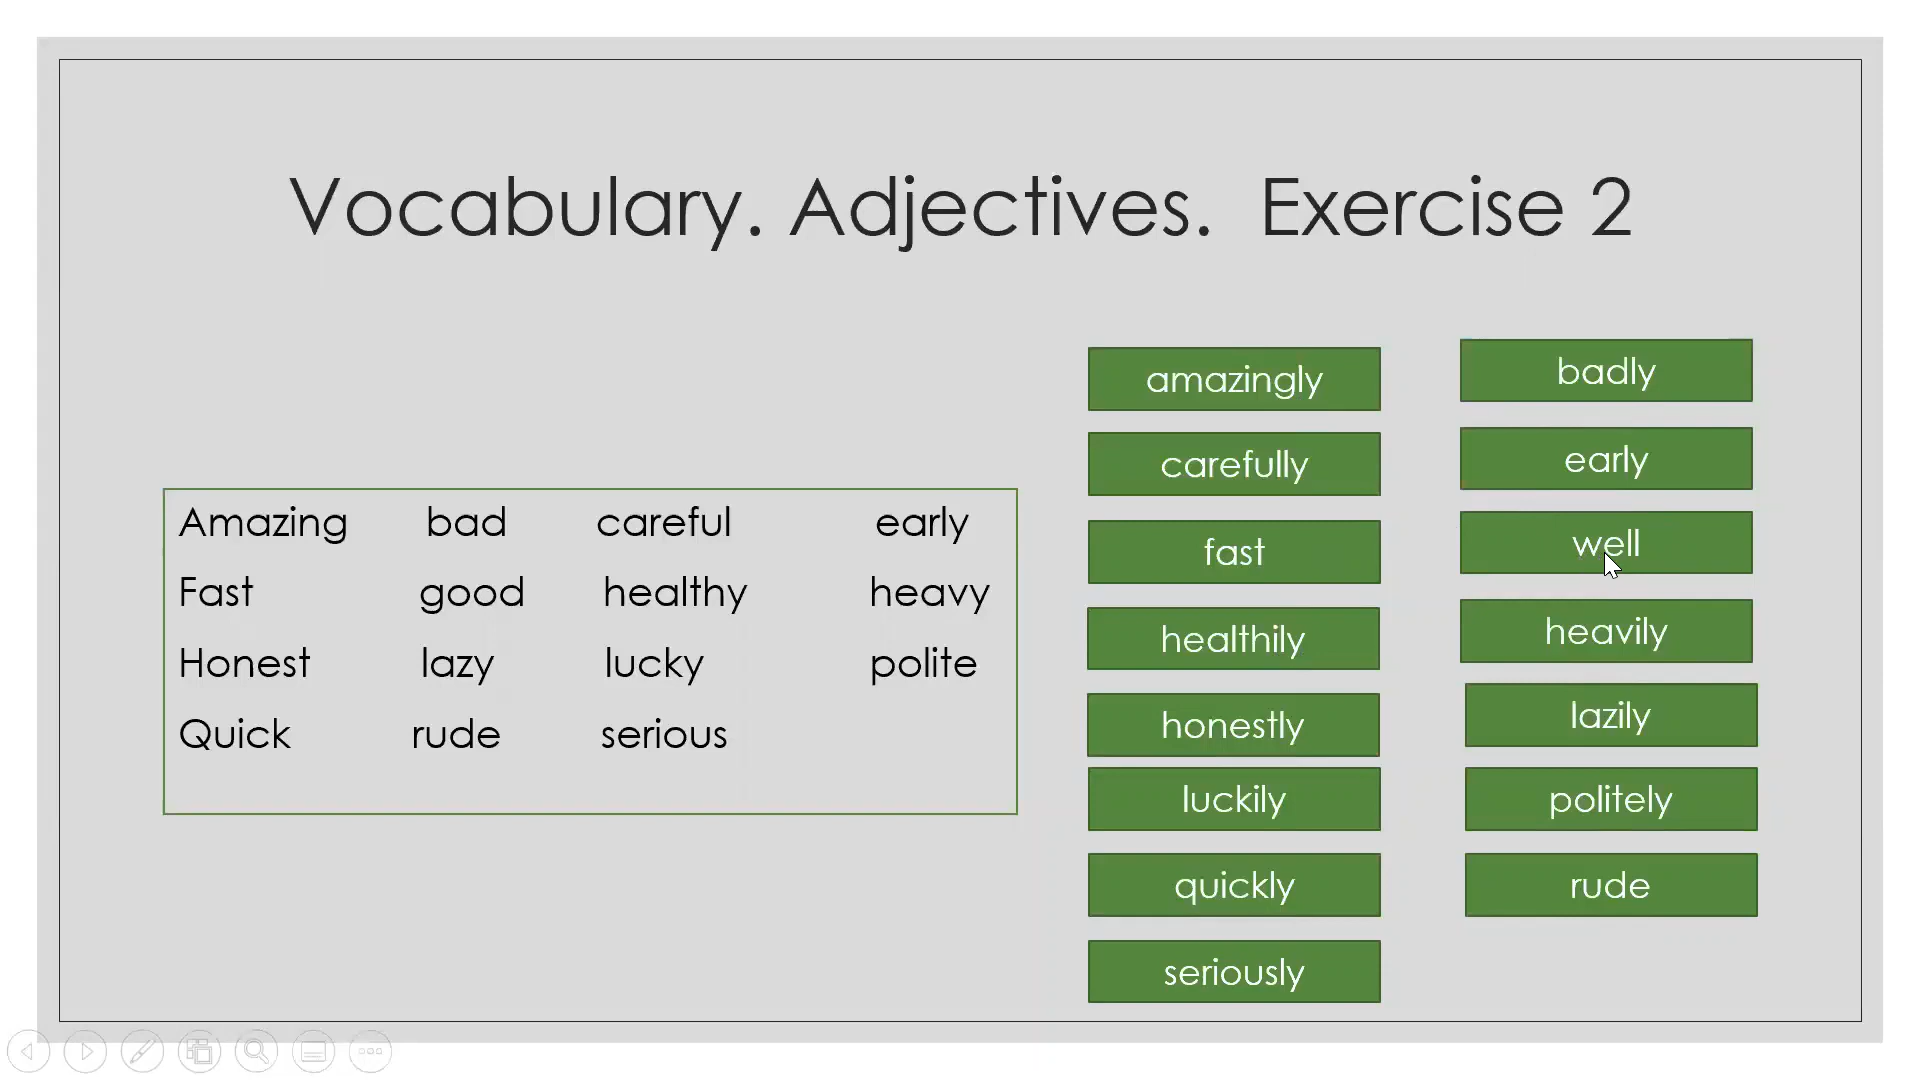 Vocabulary. Adjectives. Exercise 2
Amazing bad careful early
Fast good healthy heavy
Honest lazy lucky polite
Quick rude serious
amazingly
carefully
fast
healthily
honestly
luckily
quickly
seriously
badly
early
well
heavily
lazily
politely
rude